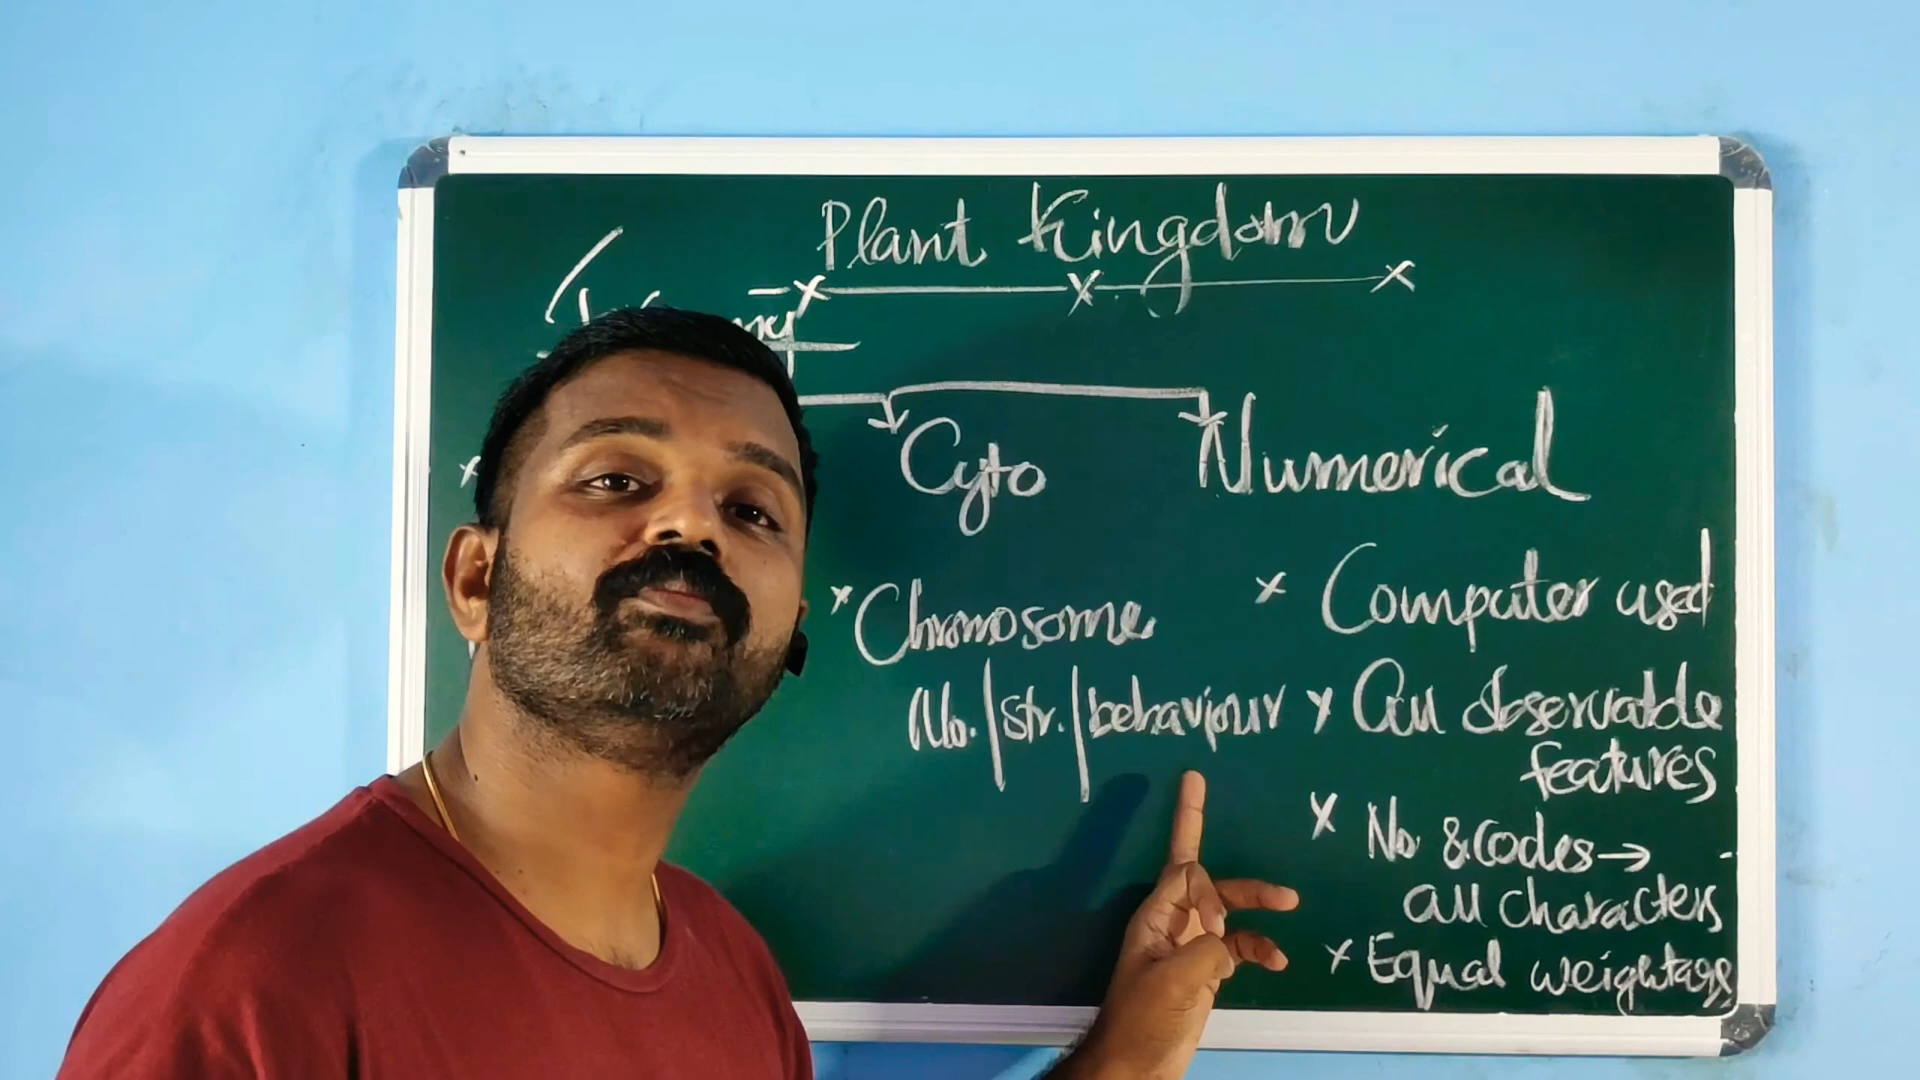 Plant Kingdom
Cyto
Numerical
x Chromosome
No./str./behaviour
x Computer used
x All observable
features
x No & codes →
all characters
x Equal weightage